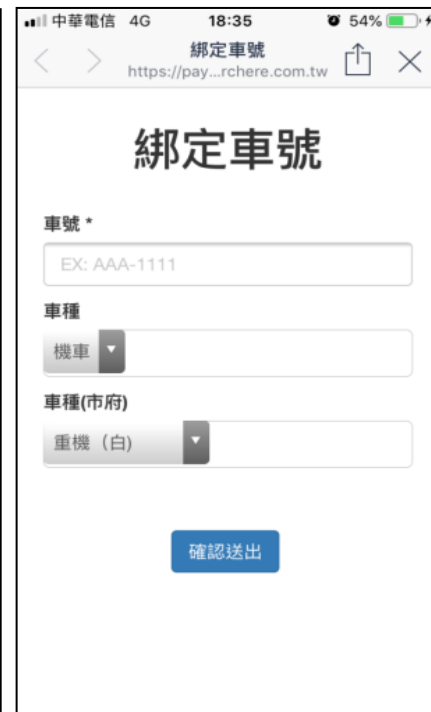 中華電信 4G 18:35 54%
綁定車號
https://pay...rchere.com.tw
綁定車號
車號 *
EX: AAA-1111
車種
機車
車種(市府)
重機（白)
確認送出